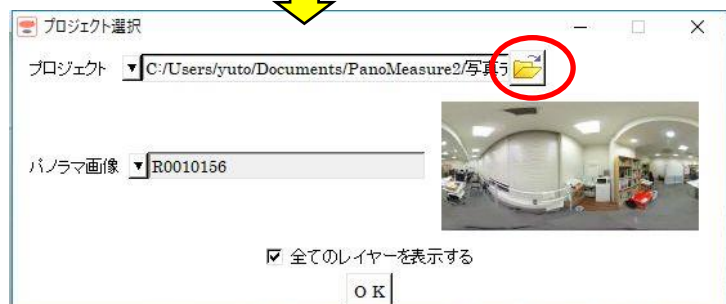 プロジェクト選択
プロジェクト C:/Users/yuto/Documents/PanoMeasure2/写真
パノラマ画像 R0010156
全てのレイヤーを表示する
O K